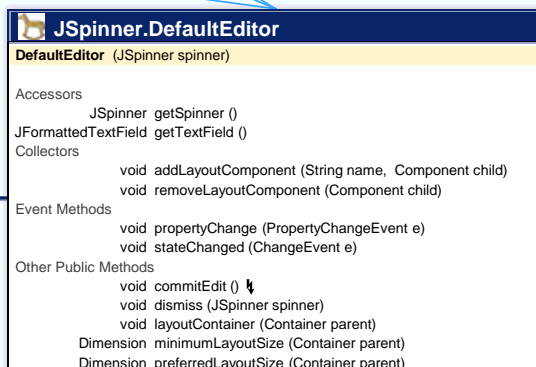 JSpinner.DefaultEditor
DefaultEditor (JSpinner spinner)
Accessors
JSpinner getSpinner ()
JFormattedTextField getTextField ()
Collectors
void addLayoutComponent (String name, Component child)
void removeLayoutComponent (Component child)
Event Methods
void propertyChange (PropertyChangeEvent e)
void stateChanged (ChangeEvent e)
Other Public Methods
void commitEdit ()
void dismiss (JSpinner spinner)
void layoutContainer (Container parent)
Dimension minimumLayoutSize (Container parent)
Dimension preferredLayoutSize (Container parent)